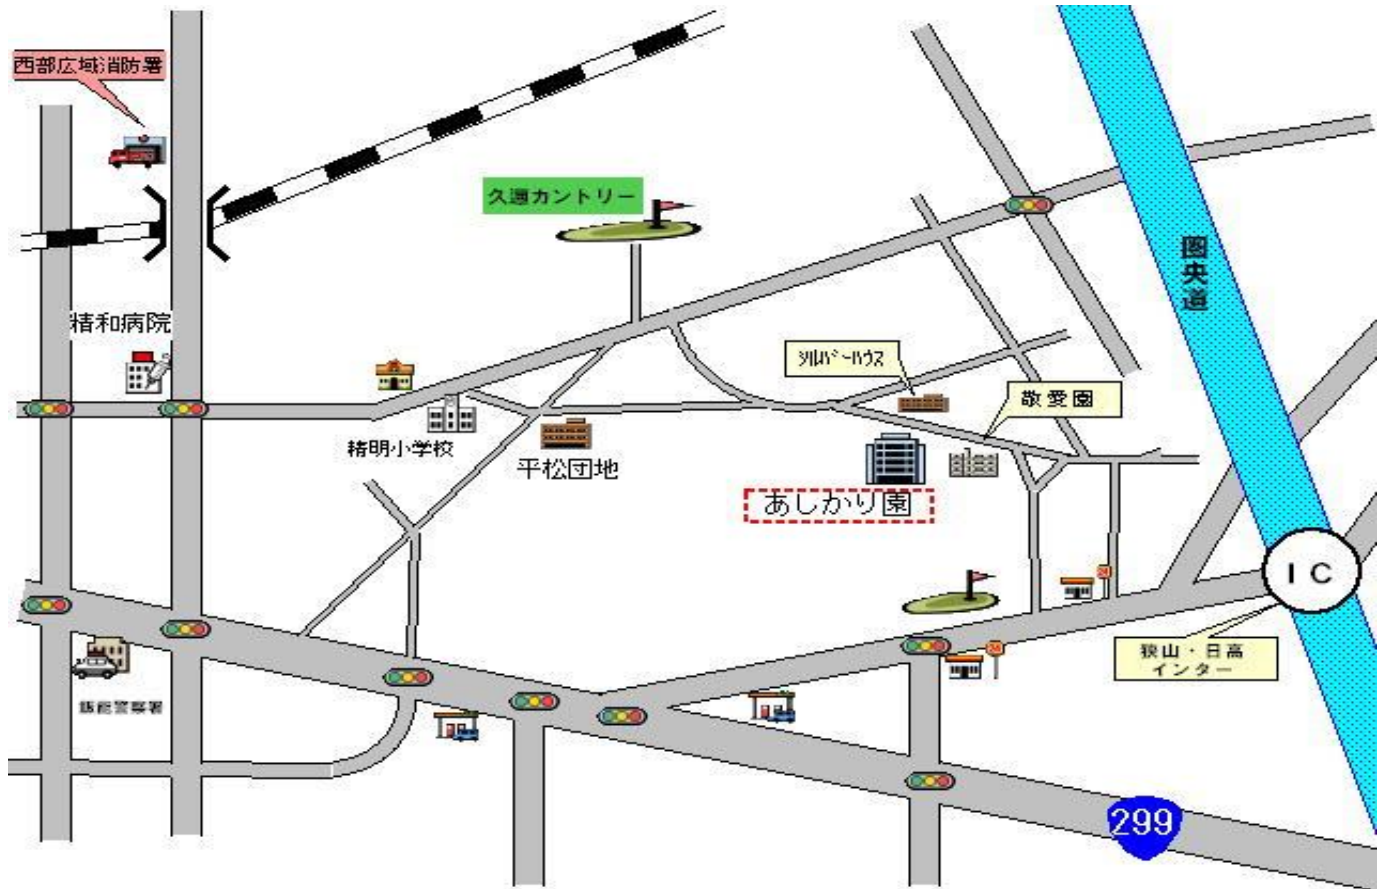 西部広域消防署
久邇カントリー
圏央道
精和病院
シルバーハウス
敬愛園
精明小学校
平松団地
あしかり園
IC
狭山・日高
インター
飯能警察署
299